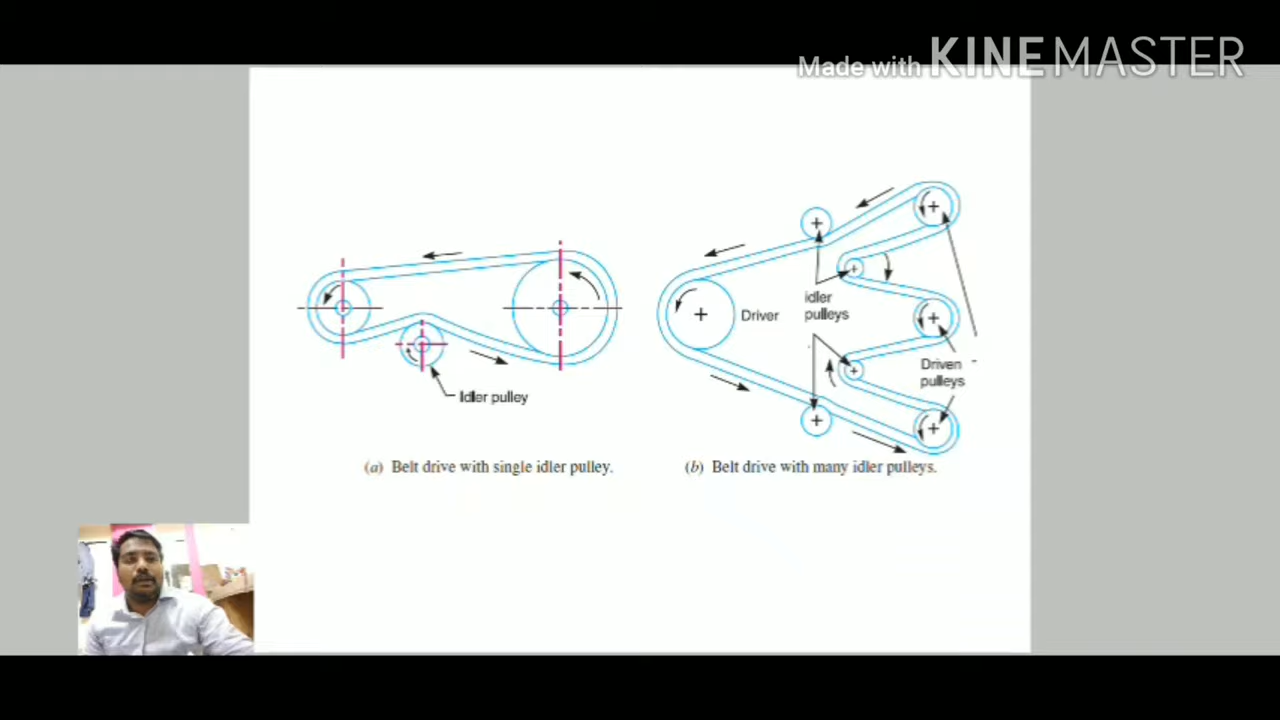 Made with KINEMASTER
idler
pulleys
Driver
Driven
pulleys
Idler pulley
(a) Belt drive with single idler pulley.
(b) Belt drive with many idler pulleys.